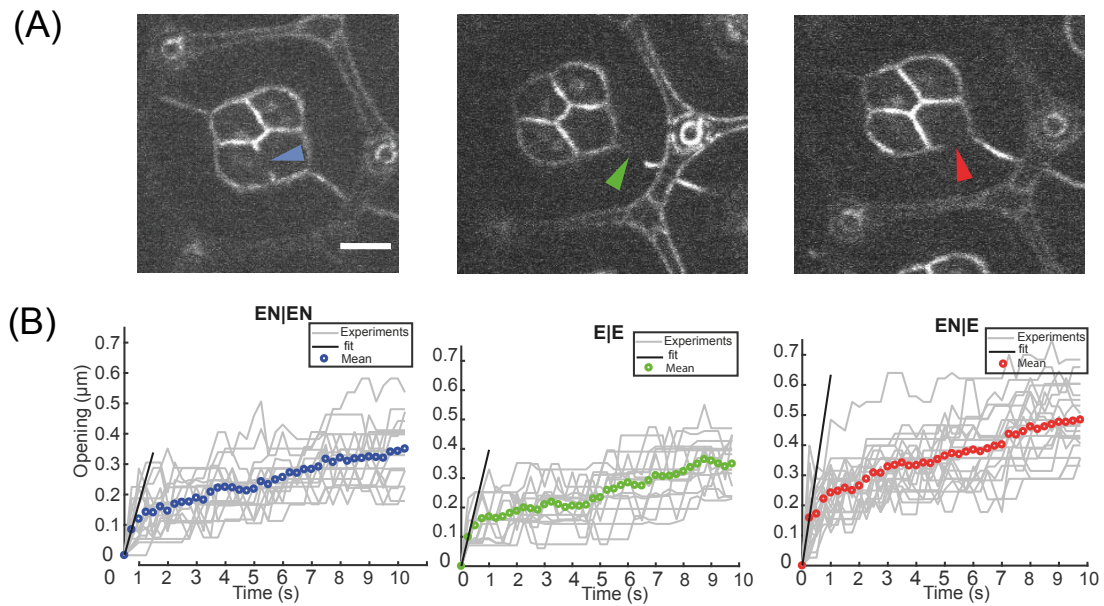 (A)
(B)
EN|EN
Experiments
fit
Mean
Opening (µm)
0.7
0.6
0.5
0.4
0.3
0.2
0.1
0
1 2 3 4 5 6 7 8 9 10
Time (s)
E|E
Experiments
fit
Mean
0.7
0.6
0.5
0.4
0.3
0.2
0.1
0
0 1 2 3 4 5 6 7 8 9 10
Time (s)
EN|E
Experiments
fit
Mean
0.7
0.6
0.5
0.4
0.3
0.2
0.1
0
0 1 2 3 4 5 6 7 8 9 10
Time (s)